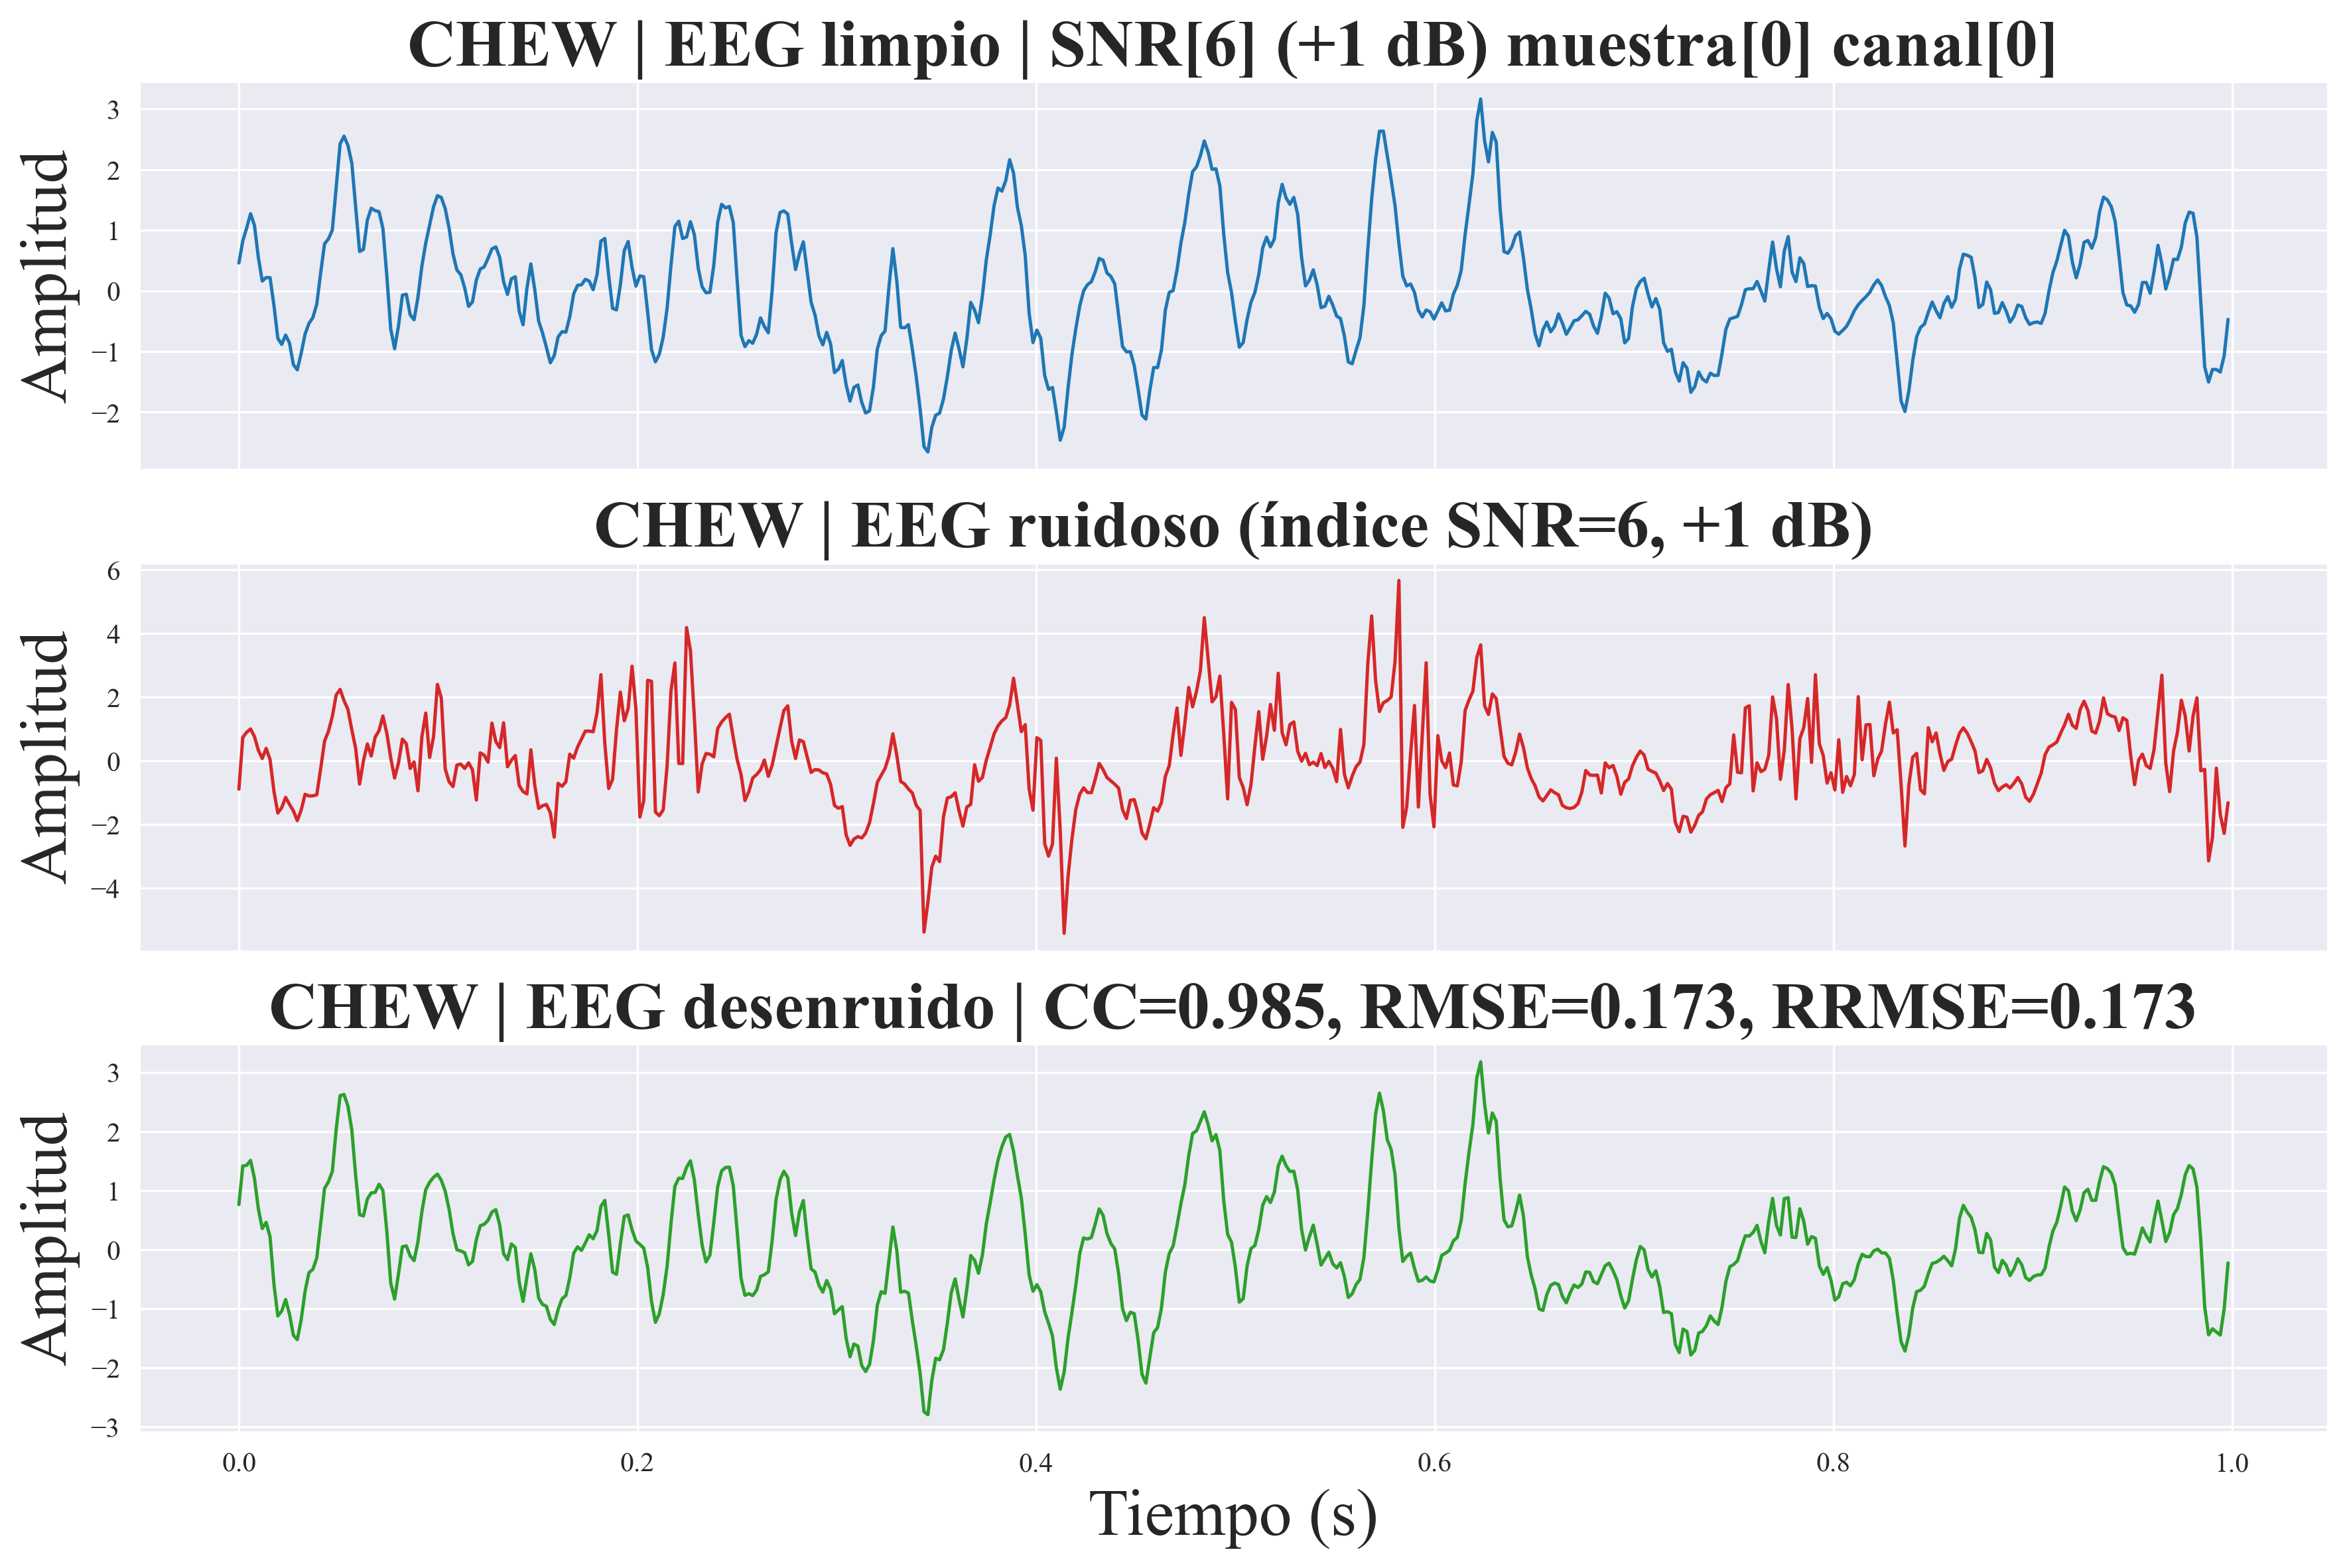 CHEW | EEG limpio | SNR[6] (+1 dB) muestra[0] canal[0]
3
2
1
0
−1
−2
Amplitud
CHEW | EEG ruidoso (índice SNR=6, +1 dB)
6
4
2
0
−2
−4
Amplitud
CHEW | EEG desenruido | CC=0.985, RMSE=0.173, RRMSE=0.173
3
2
1
0
−1
−2
−3
Amplitud
0.0 0.2 0.4 0.6 0.8 1.0
Tiempo (s)